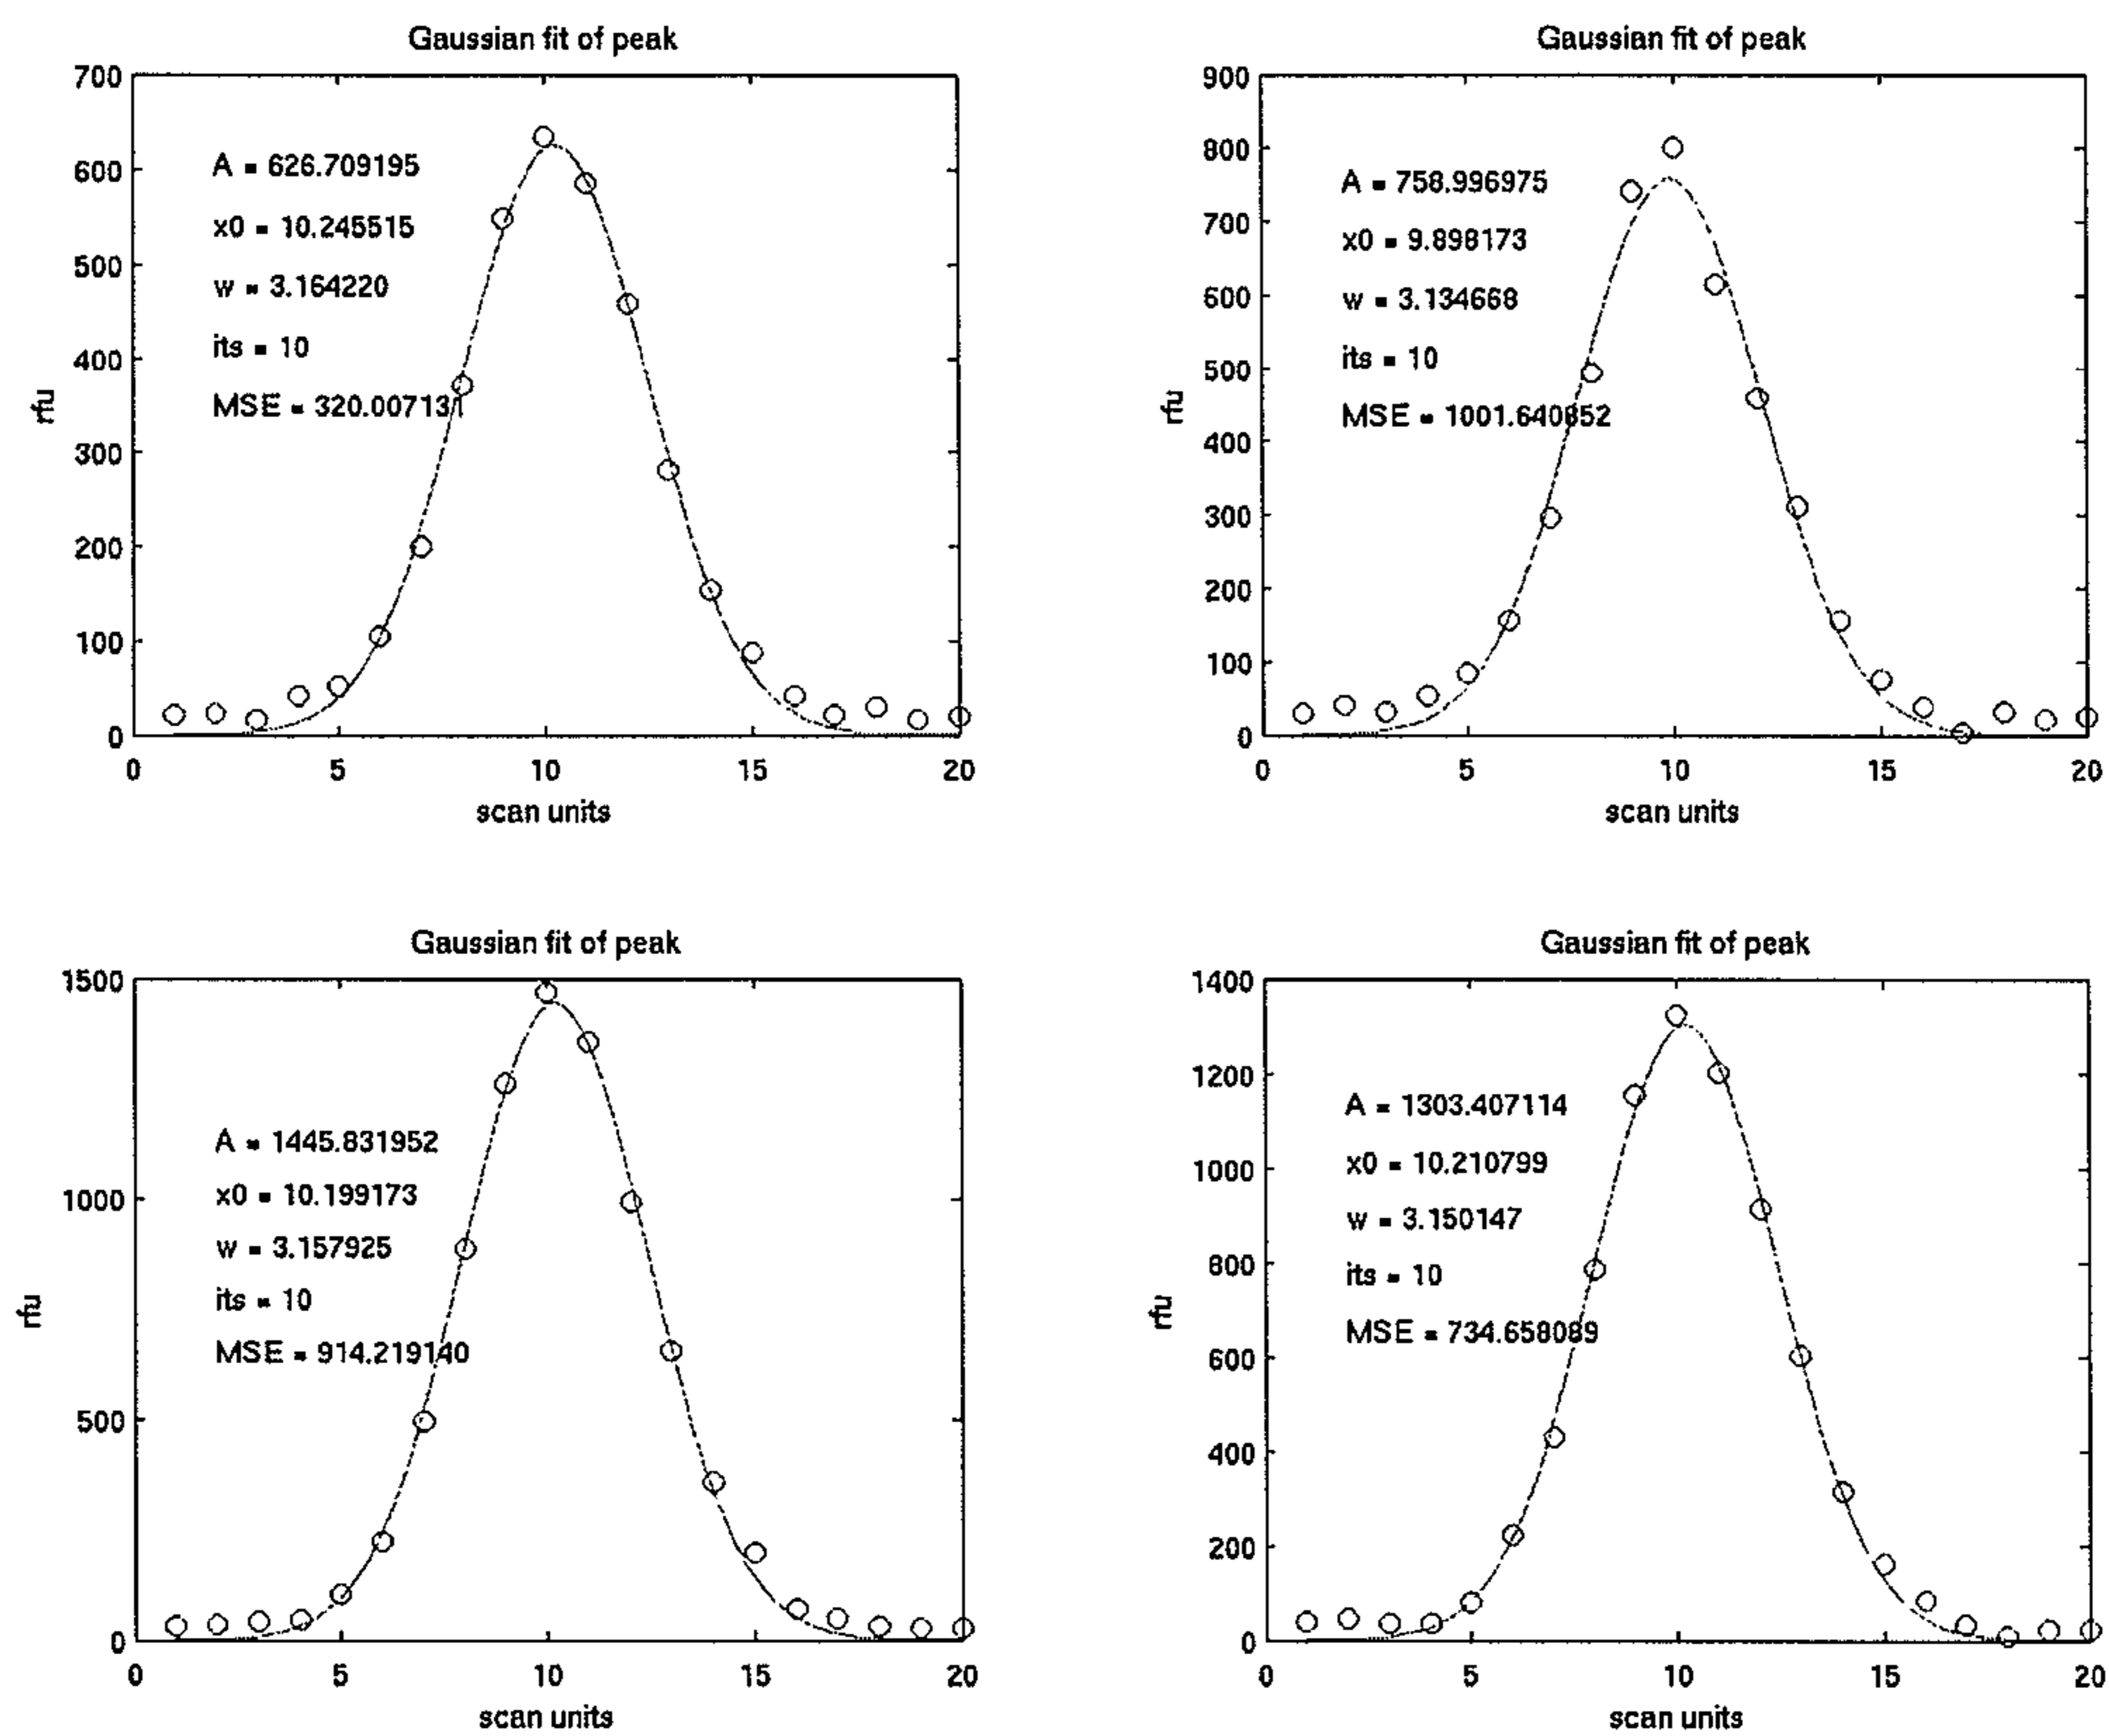 Gaussian fit of peak
700
600
500
400
300
200
100
0
rfu
A = 626.709195
x0 = 10.245515
w = 3.164220
its = 10
MSE = 320.007131
0 5 10 15 20
scan units
Gaussian fit of peak
900
800
700
600
500
400
300
200
100
0
rfu
A = 758.996975
x0 = 9.898173
w = 3.134668
its = 10
MSE = 1001.640852
0 5 10 15 20
scan units
Gaussian fit of peak
1500
1000
500
0
rfu
A = 1445.831952
x0 = 10.199173
w = 3.157925
its = 10
MSE = 914.219140
0 5 10 15 20
scan units
Gaussian fit of peak
1400
1200
1000
800
600
400
200
0
rfu
A = 1303.407114
x0 = 10.210799
w = 3.150147
its = 10
MSE = 734.658089
0 5 10 15 20
scan units